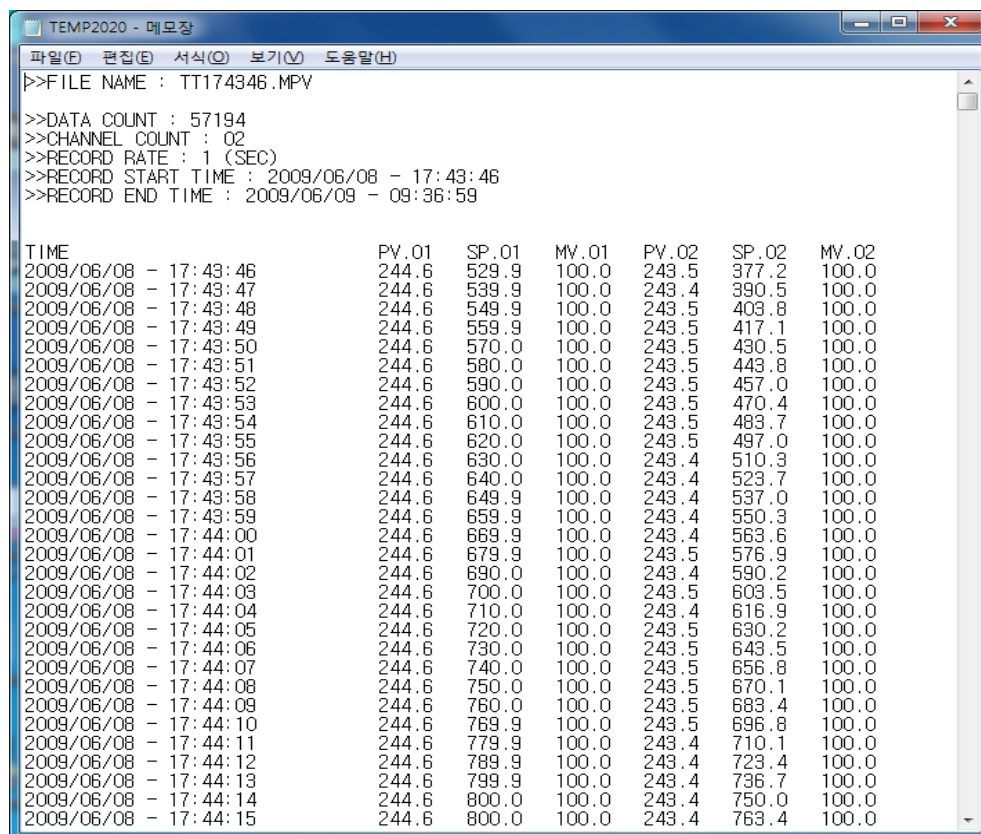 TEMP2020 - 메모장
파일(F) 편집(E) 서식(O) 보기(V) 도움말(H)
>>FILE NAME : TT174346.MPV
>>DATA COUNT : 57194
>>CHANNEL COUNT : 02
>>RECORD RATE : 1 (SEC)
>>RECORD START TIME : 2009/06/08 - 17:43:46
>>RECORD END TIME : 2009/06/09 - 09:36:59
TIME PV.01 SP.01 MV.01 PV.02 SP.02 MV.02
2009/06/08 - 17:43:46 244.6 529.9 100.0 243.5 377.2 100.0
2009/06/08 - 17:43:47 244.6 539.9 100.0 243.4 390.5 100.0
2009/06/08 - 17:43:48 244.6 549.9 100.0 243.5 403.8 100.0
2009/06/08 - 17:43:49 244.6 559.9 100.0 243.5 417.1 100.0
2009/06/08 - 17:43:50 244.6 570.0 100.0 243.5 430.5 100.0
2009/06/08 - 17:43:51 244.6 580.0 100.0 243.5 443.8 100.0
2009/06/08 - 17:43:52 244.6 590.0 100.0 243.5 457.0 100.0
2009/06/08 - 17:43:53 244.6 600.0 100.0 243.5 470.4 100.0
2009/06/08 - 17:43:54 244.6 610.0 100.0 243.5 483.7 100.0
2009/06/08 - 17:43:55 244.6 620.0 100.0 243.5 497.0 100.0
2009/06/08 - 17:43:56 244.6 630.0 100.0 243.4 510.3 100.0
2009/06/08 - 17:43:57 244.6 640.0 100.0 243.4 523.7 100.0
2009/06/08 - 17:43:58 244.6 649.9 100.0 243.4 537.0 100.0
2009/06/08 - 17:43:59 244.6 659.9 100.0 243.4 550.3 100.0
2009/06/08 - 17:44:00 244.6 669.9 100.0 243.4 563.6 100.0
2009/06/08 - 17:44:01 244.6 679.9 100.0 243.5 576.9 100.0
2009/06/08 - 17:44:02 244.6 690.0 100.0 243.4 590.2 100.0
2009/06/08 - 17:44:03 244.6 700.0 100.0 243.5 603.5 100.0
2009/06/08 - 17:44:04 244.6 710.0 100.0 243.4 616.9 100.0
2009/06/08 - 17:44:05 244.6 720.0 100.0 243.5 630.2 100.0
2009/06/08 - 17:44:06 244.6 730.0 100.0 243.5 643.5 100.0
2009/06/08 - 17:44:07 244.6 740.0 100.0 243.5 656.8 100.0
2009/06/08 - 17:44:08 244.6 750.0 100.0 243.5 670.1 100.0
2009/06/08 - 17:44:09 244.6 760.0 100.0 243.5 683.4 100.0
2009/06/08 - 17:44:10 244.6 769.9 100.0 243.5 696.8 100.0
2009/06/08 - 17:44:11 244.6 779.9 100.0 243.4 710.1 100.0
2009/06/08 - 17:44:12 244.6 789.9 100.0 243.4 723.4 100.0
2009/06/08 - 17:44:13 244.6 799.9 100.0 243.4 736.7 100.0
2009/06/08 - 17:44:14 244.6 800.0 100.0 243.4 750.0 100.0
2009/06/08 - 17:44:15 244.6 800.0 100.0 243.4 763.4 100.0